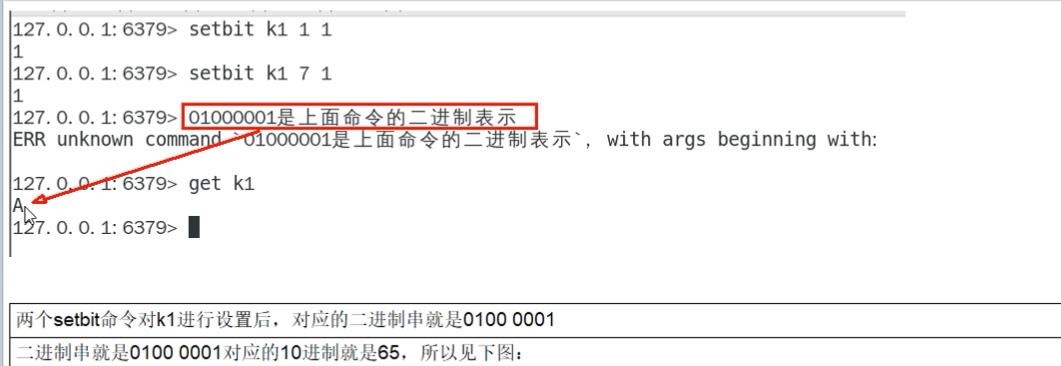 127.0.0.1:6379> setbit k1 1 1
1
127.0.0.1:6379> setbit k1 7 1
1
127.0.0.1:6379> 01000001是上面命令的二进制表示
ERR unknown command `01000001是上面命令的二进制表示`, with args beginning with:
127.0.0.1:6379> get k1
A
127.0.0.1:6379>
两个setbit命令对k1进行设置后，对应的二进制串就是0100 0001
二进制串就是0100 0001对应的10进制就是65，所以见下图：